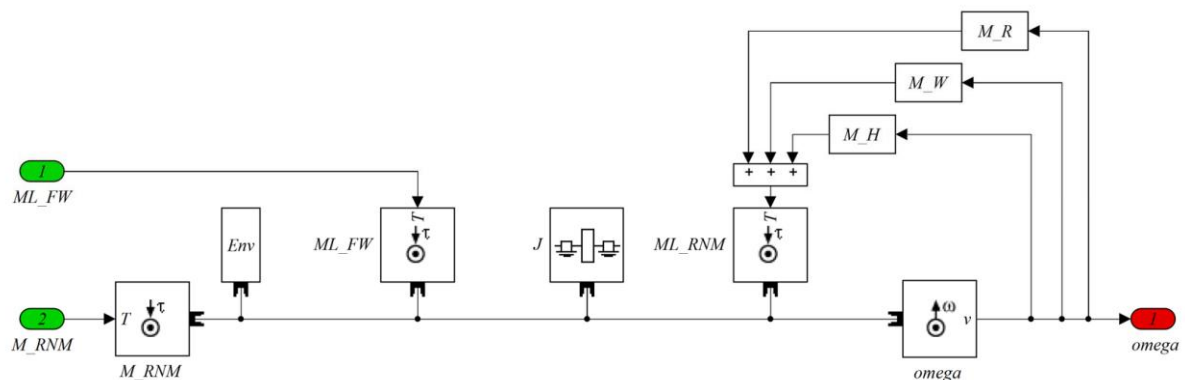 M_R
M_W
M_H
1
ML_FW
+ + +
Env
ML_FW
T
τ
J
ML_RNM
T
τ
2
M_RNM
T
τ
M_RNM
ω
v
omega
1
omega